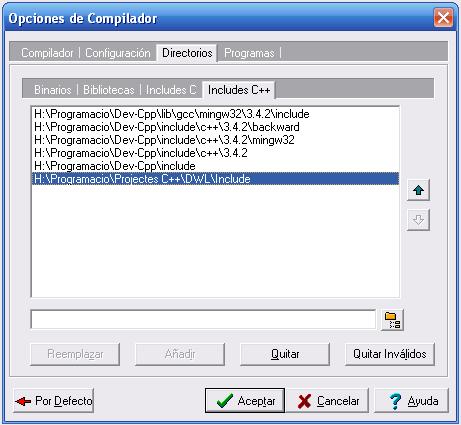 Opciones de Compilador
Compilador Configuración Directorios Programas
Binarios Bibliotecas Includes C Includes C++
H:\Programacio\Dev-Cpp\lib\gcc\mingw32\3.4.2\include
H:\Programacio\Dev-Cpp\include\c++\3.4.2\backward
H:\Programacio\Dev-Cpp\include\c++\3.4.2\mingw32
H:\Programacio\Dev-Cpp\include\c++\3.4.2
H:\Programacio\Dev-Cpp\include
H:\Programacio\Projectes C++\DWL\Include
Reemplazar Añadir Quitar Quitar Inválidos
Por Defecto Aceptar Cancelar Ayuda